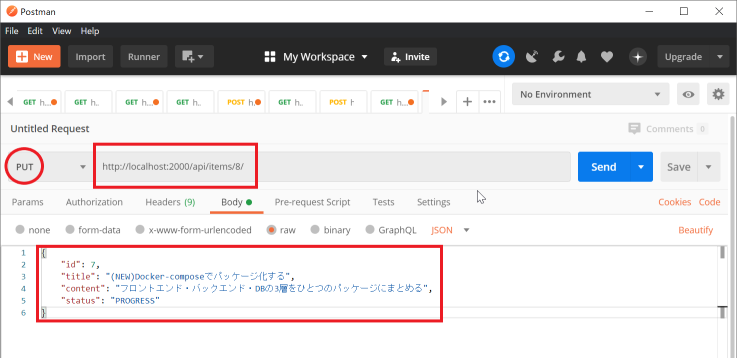 Postman
File Edit View Help
New Import Runner My Workspace Invite Upgrade
GET h... GET h.. GET h... GET h.. POST h... GET h.. POST h GET h... + ••• No Environment
Untitled Request Comments 0
PUT http://localhost:2000/api/items/8/ Send Save
Params Authorization Headers (9) Body Pre-request Script Tests Settings Cookies Code
none form-data x-www-form-urlencoded raw binary GraphQL JSON Beautify
1 {
2 "id": 7,
3 "title": "(NEW)Docker-composeでパッケージ化する",
4 "content": "フロントエンド・バックエンド・DBの3層をひとつのパッケージにまとめる",
5 "status": "PROGRESS"
6 }